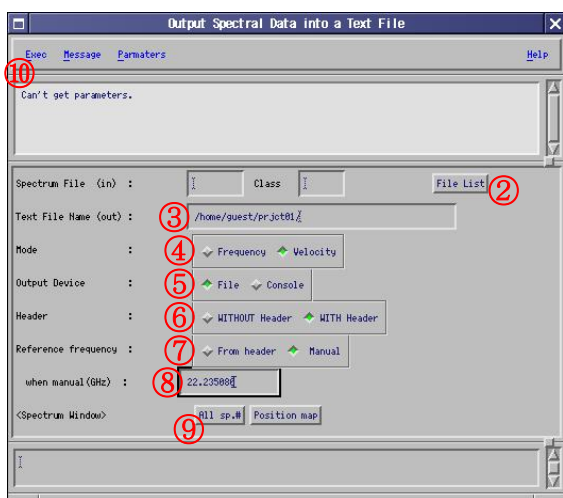 Output Spectral Data into a Text File
Exec Message Parmaters Help
⑩
Can't get parameters.
Spectrum File (in) : Class File List ②
Text File Name (out) : ③ /home/guest/prjct01/
Mode : ④ Frequency Velocity
Output Device : ⑤ File Console
Header : ⑥ WITHOUT Header WITH Header
Reference frequency : ⑦ From header Manual
when manual(GHz) : ⑧ 22.235080
<Spectrum Window> ⑨ All sp.# Position map